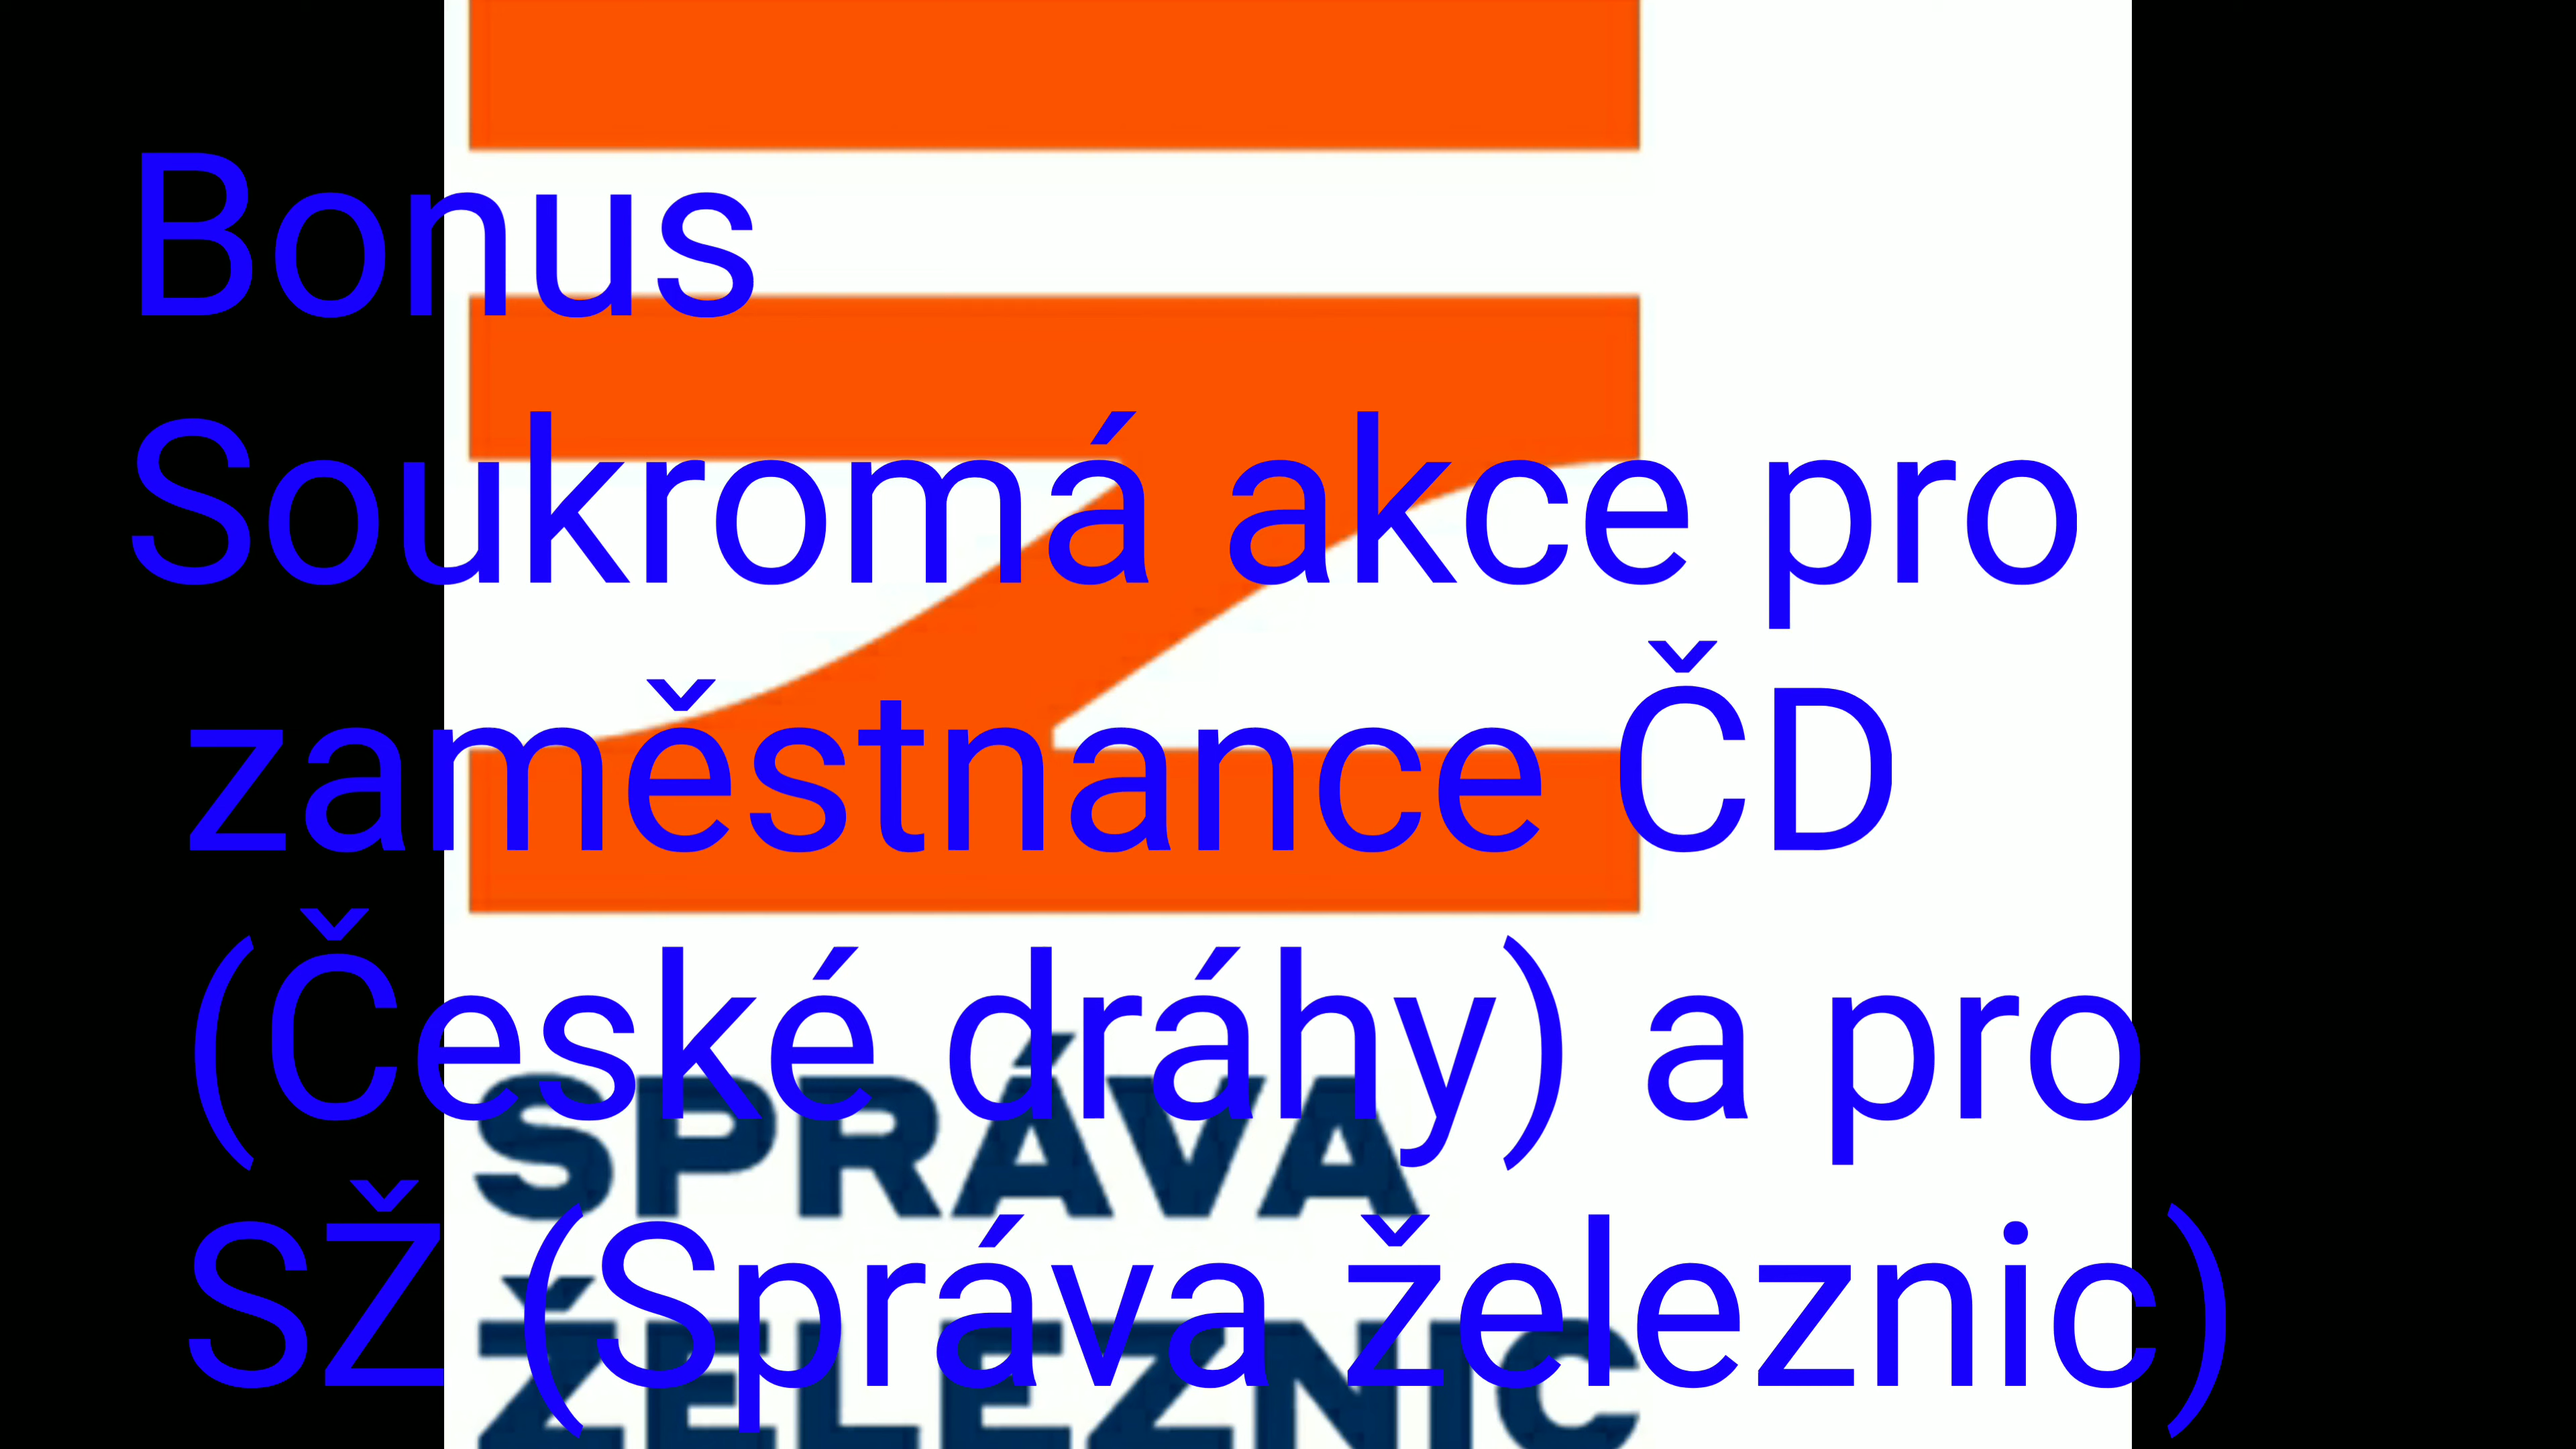 Bonus
Soukromá akce pro
zaměstnance ČD
(České dráhy) a pro
SŽ (Správa železnic)
SPRÁVA
ŽELEZNIC